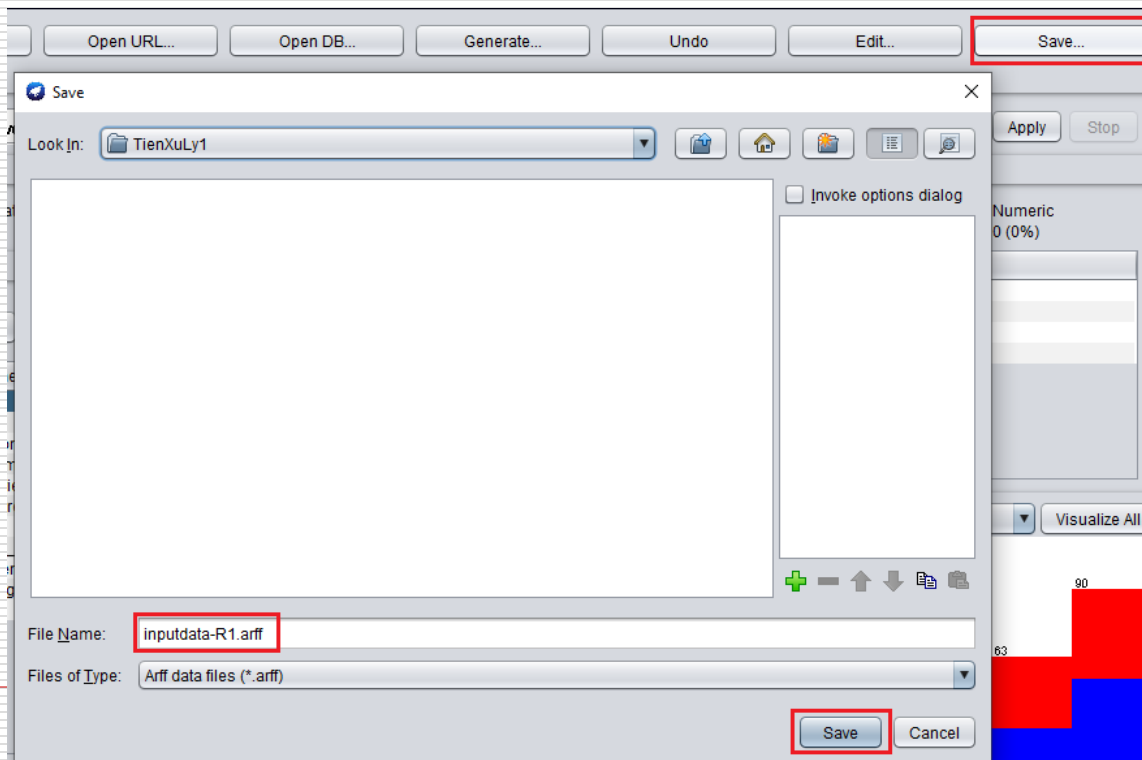 Open URL... Open DB... Generate... Undo Edit... Save...
Save
Look In: TienXuLy1
Apply Stop
Invoke options dialog
Numeric
0 (0%)
Visualize All
90
63
File Name: inputdata-R1.arff
Files of Type: Arff data files (*.arff)
Save Cancel